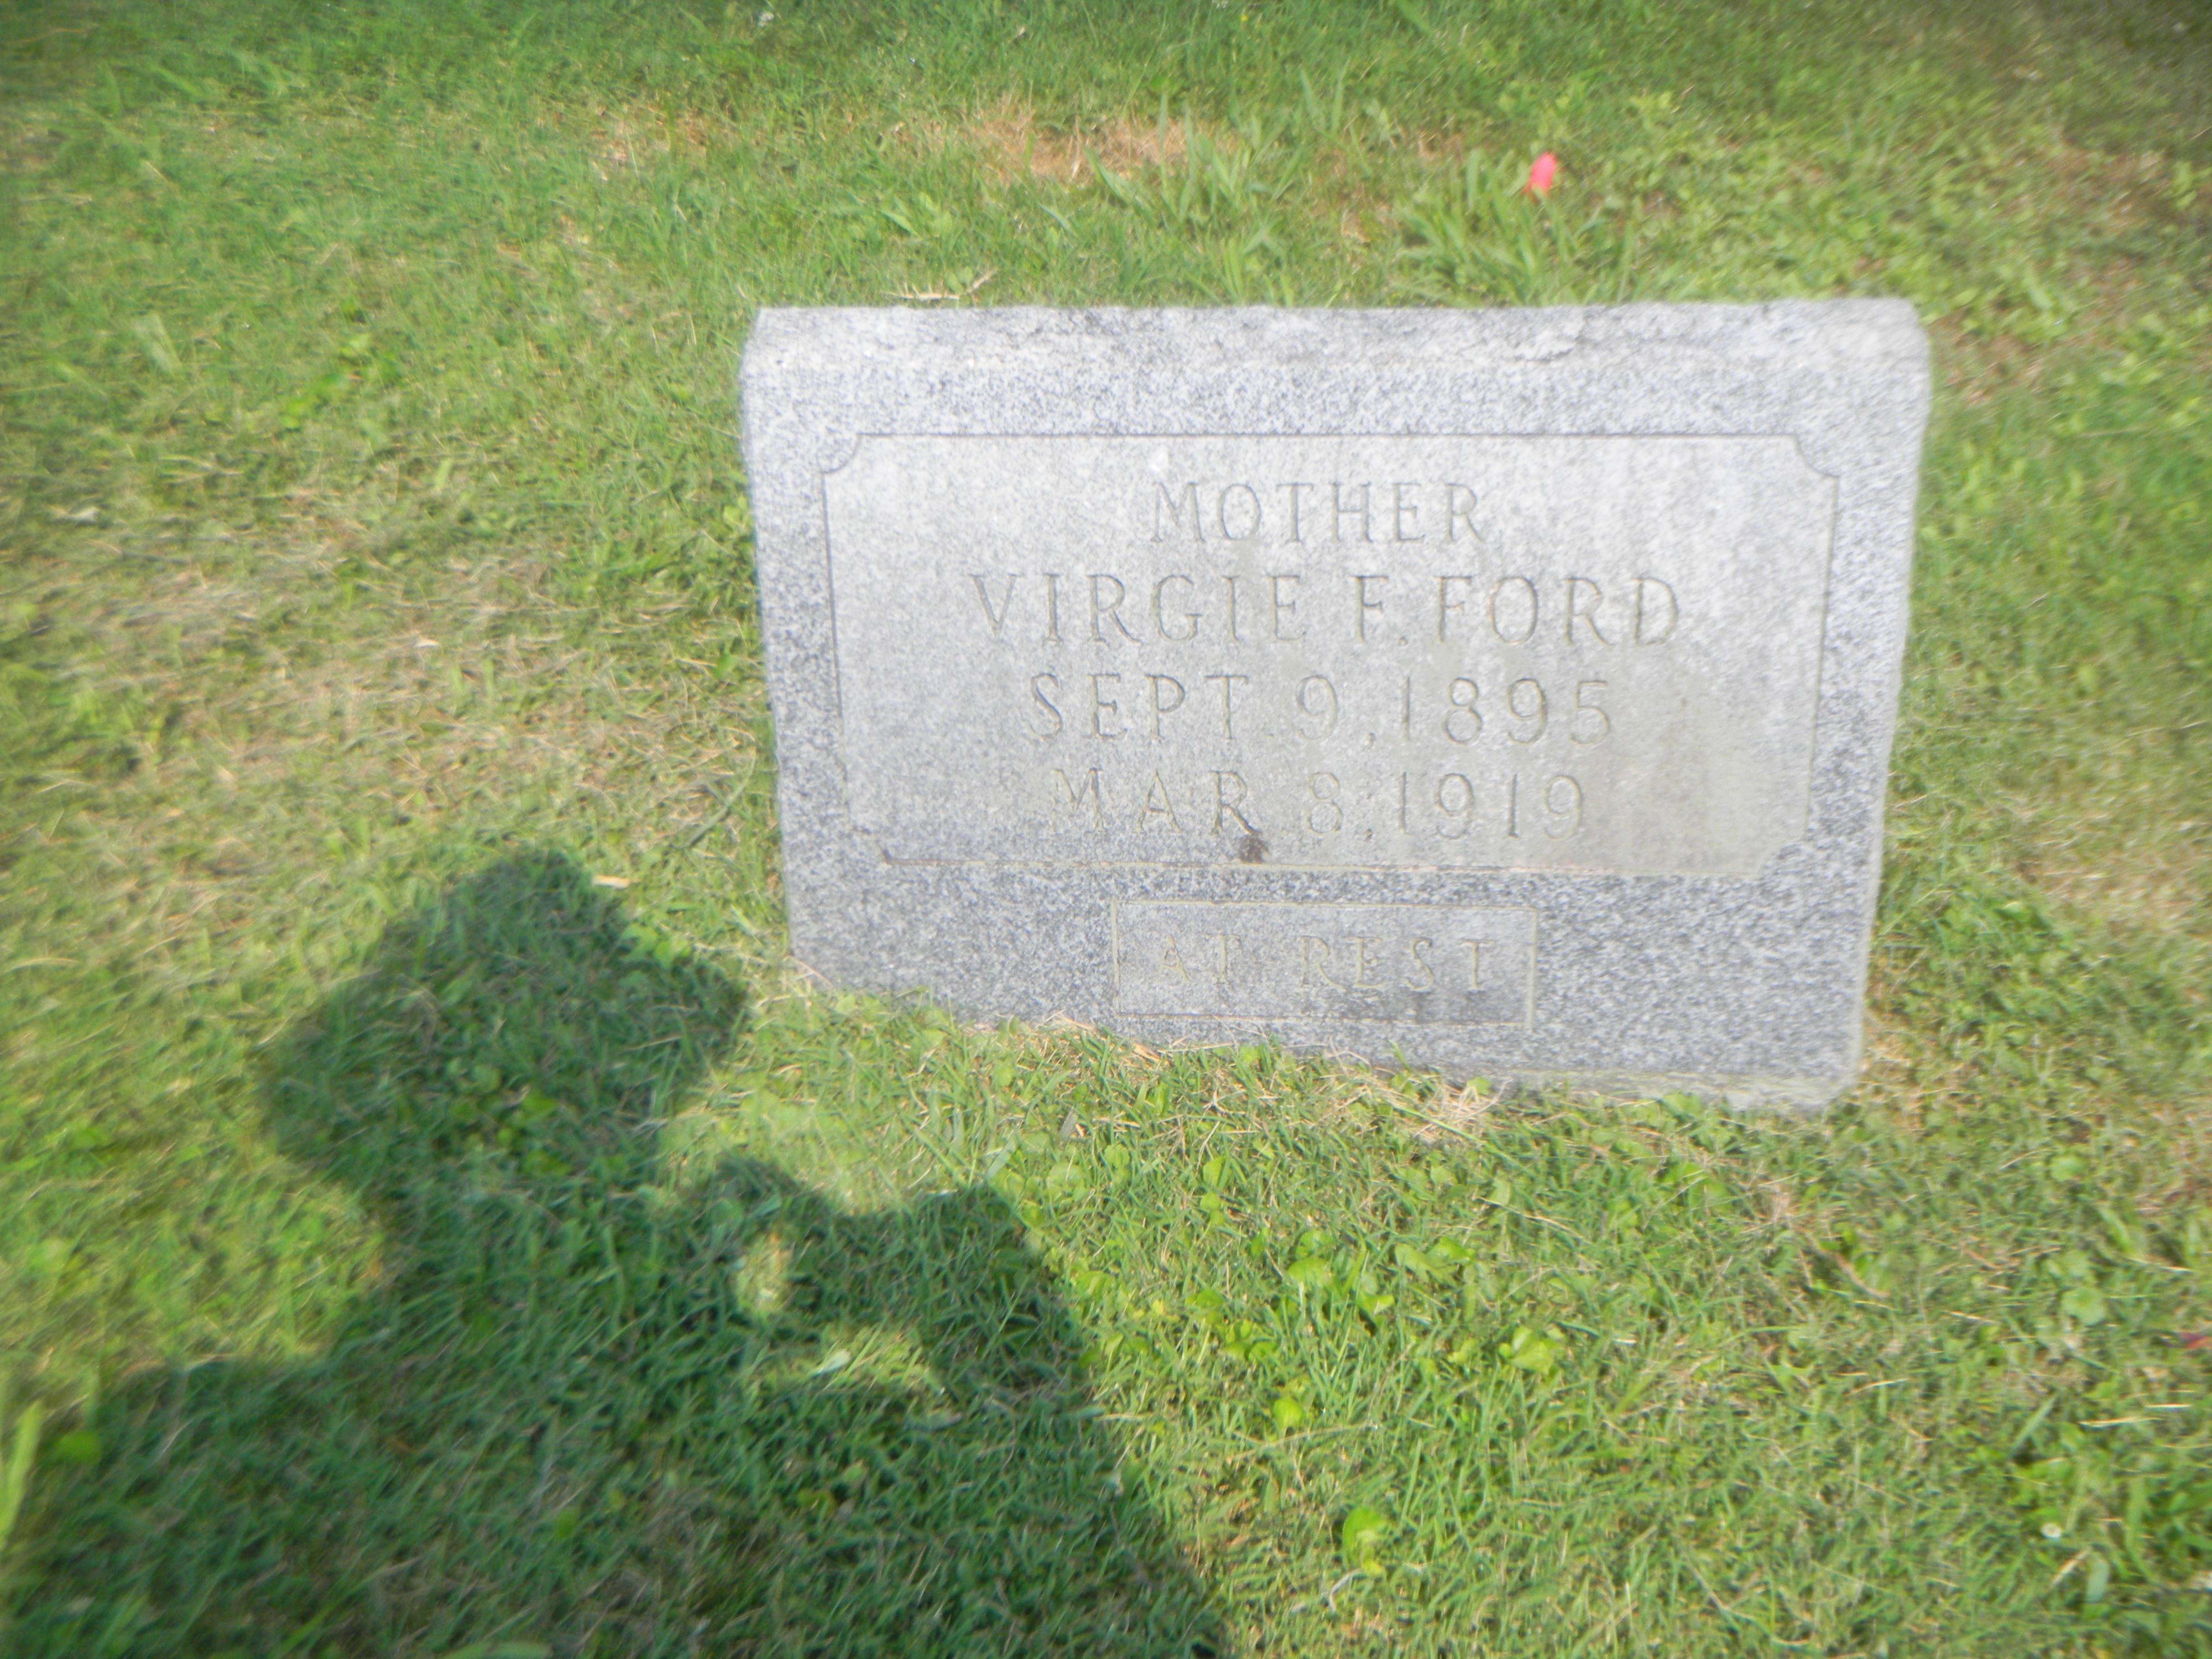 MOTHER
VIRGIE F. FORD
SEPT. 9, 1895
MAR. 8, 1919
AT REST